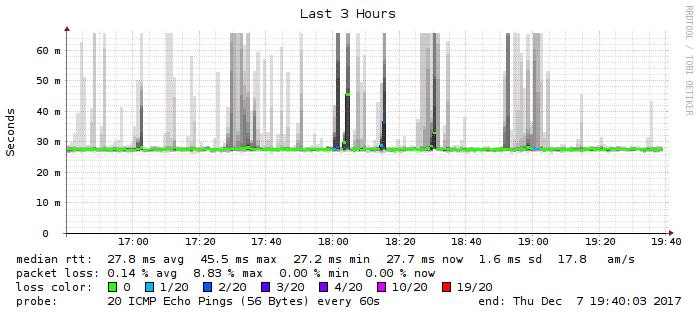 Last 3 Hours
RRDTOOL / TOBI OETIKER
Seconds
60 m
50 m
40 m
30 m
20 m
10 m
0
17:00 17:20 17:40 18:00 18:20 18:40 19:00 19:20 19:40
median rtt: 27.8 ms avg 45.5 ms max 27.2 ms min 27.7 ms now 1.6 ms sd 17.8 am/s
packet loss: 0.14 % avg 8.83 % max 0.00 % min 0.00 % now
loss color: 0 1/20 2/20 3/20 4/20 10/20 19/20
probe: 20 ICMP Echo Pings (56 Bytes) every 60s end: Thu Dec 7 19:40:03 2017